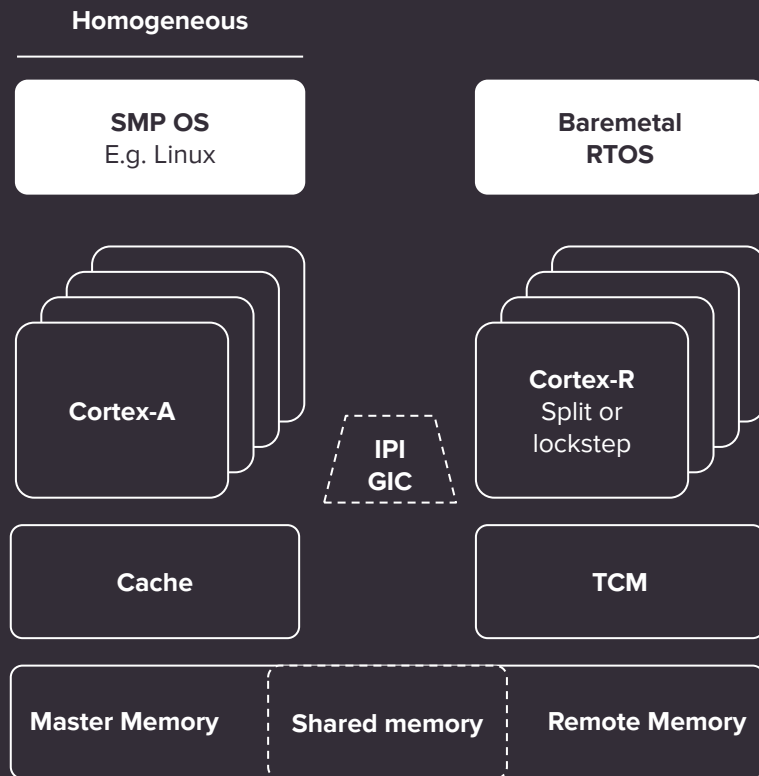 Homogeneous
SMP OS
E.g. Linux
Baremetal
RTOS
Cortex-A
Cortex-R
Split or
lockstep
IPI
GIC
Cache
TCM
Master Memory
Shared memory
Remote Memory